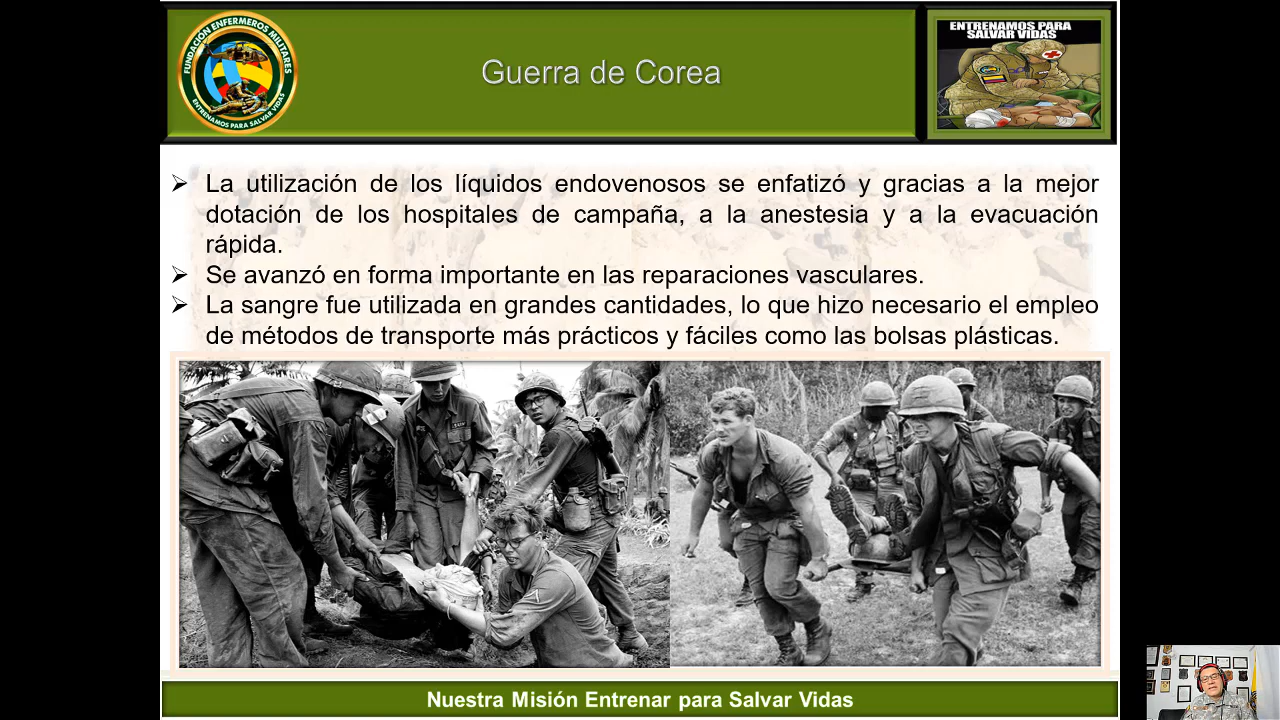 FUNDACIÓN ENFERMEROS MILITARES
ENTRENAMOS PARA SALVAR VIDAS
Guerra de Corea
ENTRENAMOS PARA
SALVAR VIDAS
➢ La utilización de los líquidos endovenosos se enfatizó y gracias a la mejor
dotación de los hospitales de campaña, a la anestesia y a la evacuación
rápida.
➢ Se avanzó en forma importante en las reparaciones vasculares.
➢ La sangre fue utilizada en grandes cantidades, lo que hizo necesario el empleo
de métodos de transporte más prácticos y fáciles como las bolsas plásticas.
Nuestra Misión Entrenar para Salvar Vidas